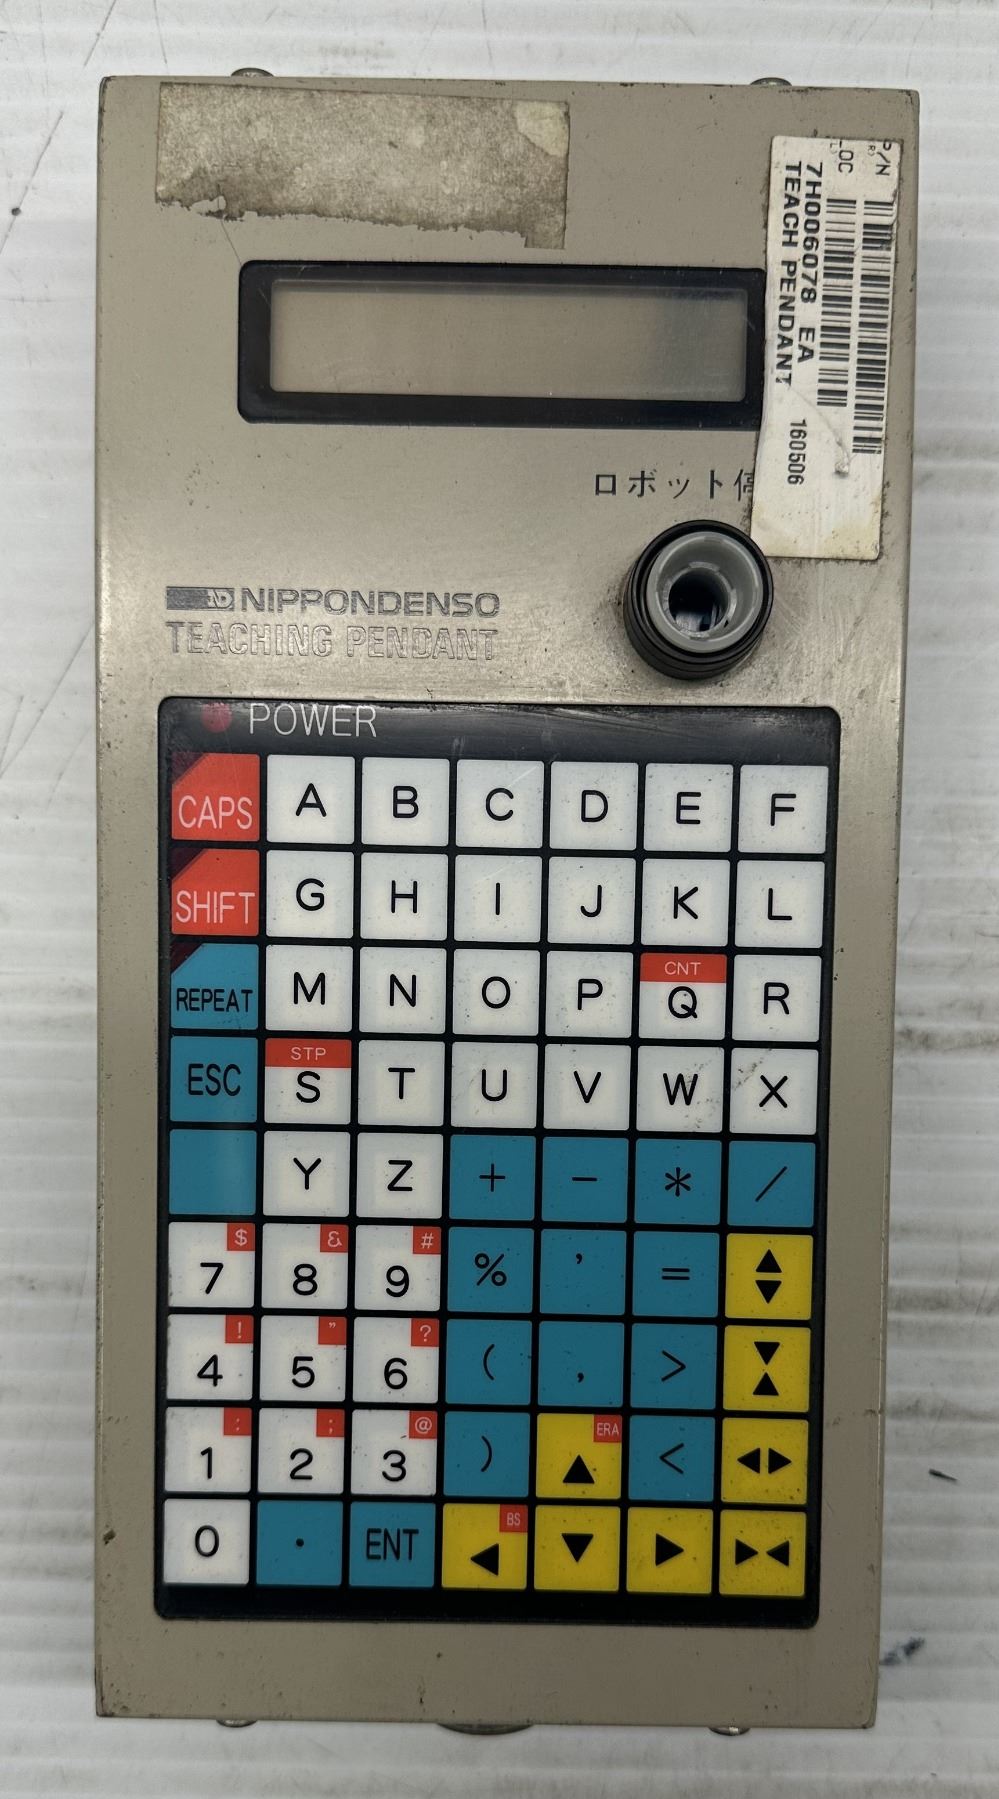 P/N
LOC
7H006078 EA
TEACH PENDANT 160506
ロボット
NIPPONDENSO
TEACHING PENDANT
POWER
CAPS A B C D E F
SHIFT G H I J K L
CNT
REPEAT M N O P Q R
STP
ESC S T U V W X
Y Z + - * /
$ & #
7 8 9 % ’ =
! ” ?
4 5 6 ( , >
: ; @ ERA
1 2 3 ) ▲ <
BS
0 . ENT